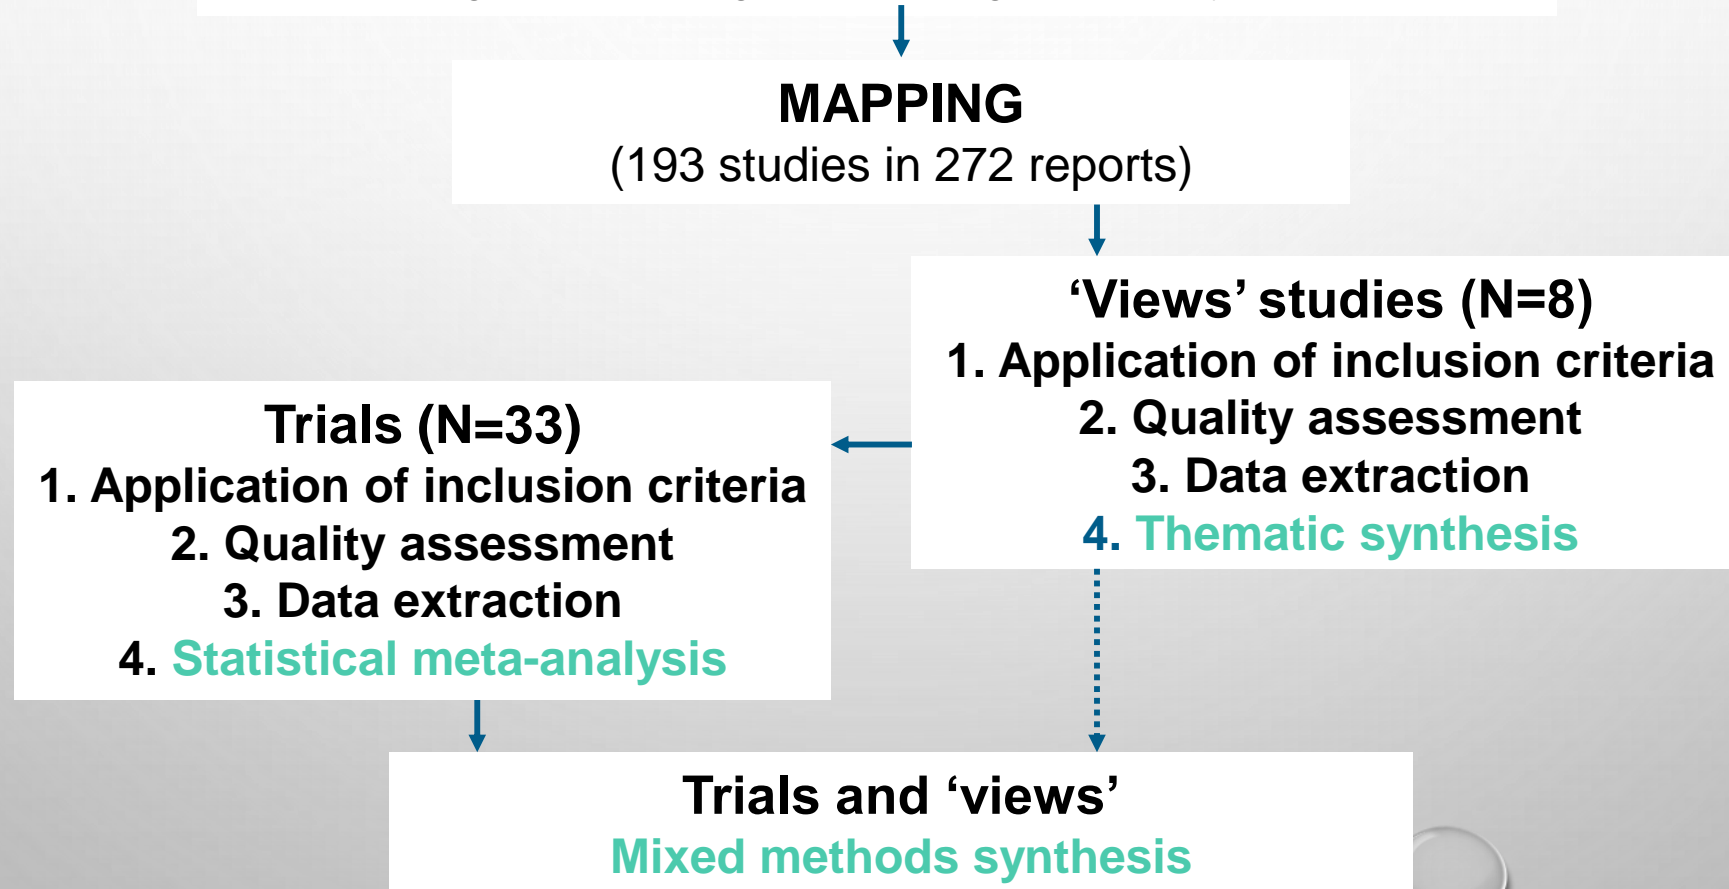 MAPPING
(193 studies in 272 reports)
‘Views’ studies (N=8)
1. Application of inclusion criteria
2. Quality assessment
3. Data extraction
4. Thematic synthesis
Trials (N=33)
1. Application of inclusion criteria
2. Quality assessment
3. Data extraction
4. Statistical meta-analysis
Trials and ‘views’
Mixed methods synthesis